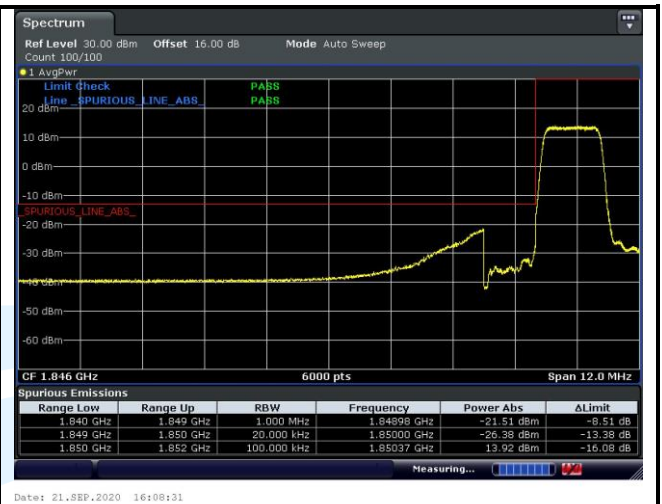 Spectrum
Ref Level 30.00 dBm Offset 16.00 dB Mode Auto Sweep
Count 100/100
1 AvgPwr
Limit Check PASS
Line _SPURIOUS_LINE_ABS_ PASS
20 dBm
10 dBm
0 dBm
-10 dBm
_SPURIOUS_LINE_ABS_
-20 dBm
-30 dBm
-40 dBm
-50 dBm
-60 dBm
CF 1.846 GHz 6000 pts Span 12.0 MHz
Spurious Emissions
Range Low Range Up RBW Frequency Power Abs ΔLimit
1.840 GHz 1.849 GHz 1.000 MHz 1.84898 GHz -21.51 dBm -8.51 dB
1.849 GHz 1.850 GHz 20.000 kHz 1.85000 GHz -26.38 dBm -13.38 dB
1.850 GHz 1.852 GHz 100.000 kHz 1.85037 GHz 13.92 dBm -16.08 dB
Measuring...
Date: 21.SEP.2020 16:08:31